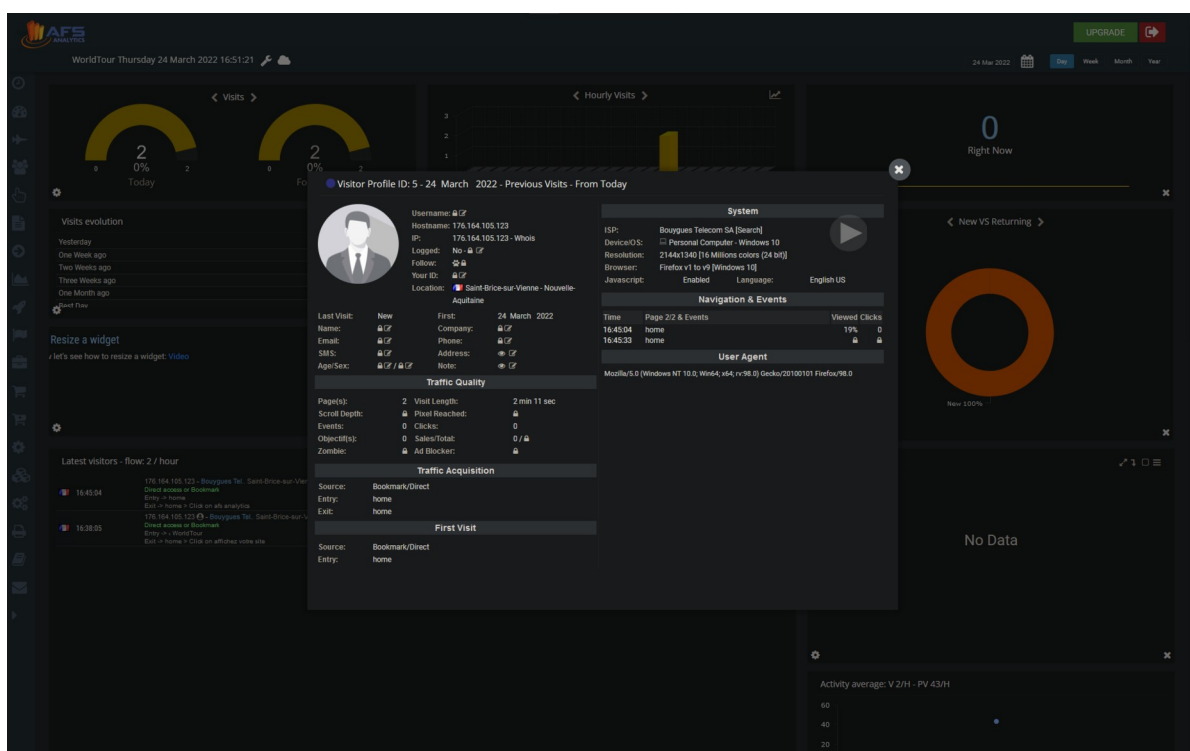 AFS
ANALYTICS
UPGRADE
WorldTour Thursday 24 March 2022 16:51:21
24 Mar 2022 Day Week Month Year
Visits
2
0%
0 2
Today
2
0%
0 2
Fo
Hourly Visits
3
2
1
0
Right Now
Visits evolution
Yesterday
One Week ago
Two Weeks ago
Three Weeks ago
One Month ago
Best Day
Resize a widget
let's see how to resize a widget: Video
Latest visitors - flow: 2 / hour
16:45:04
176.164.105.123 - Bouygues Tel. Saint-Brice-sur-Vien
Direct access or Bookmark
Entry -> home
Exit -> home > Click on afs analytics
16:38:05
176.164.105.123 - Bouygues Tel. Saint-Brice-sur-V
Direct access or Bookmark
Entry -> - WorldTour
Exit -> home > Click on affichez votre site
Visitor Profile ID: 5 - 24 March 2022 - Previous Visits - From Today
Username:
Hostname: 176.164.105.123
IP: 176.164.105.123 - Whois
Logged: No -
Follow:
Your ID:
Location: Saint-Brice-sur-Vienne - Nouvelle-
Aquitaine
Last Visit: New First: 24 March 2022
Name: Company:
Email: Phone:
SMS: Address:
Age/Sex: / Note:
Traffic Quality
Page(s): 2 Visit Length: 2 min 11 sec
Scroll Depth: Pixel Reached:
Events: 0 Clicks: 0
Objectif(s): 0 Sales/Total: 0 /
Zombie: Ad Blocker:
Traffic Acquisition
Source: Bookmark/Direct
Entry: home
Exit: home
First Visit
Source: Bookmark/Direct
Entry: home
System
ISP: Bouygues Telecom SA [Search]
Device/OS: Personal Computer - Windows 10
Resolution: 2144x1340 [16 Millions colors (24 bit)]
Browser: Firefox v1 to v9 [Windows 10]
Javascript: Enabled Language: English US
Navigation & Events
Time Page 2/2 & Events Viewed Clicks
16:45:04 home 19% 0
16:45:33 home
User Agent
Mozilla/5.0 (Windows NT 10.0; Win64; x64; rv:98.0) Gecko/20100101 Firefox/98.0
New VS Returning
New 100%
No Data
Activity average: V 2/H - PV 43/H
60
40
20